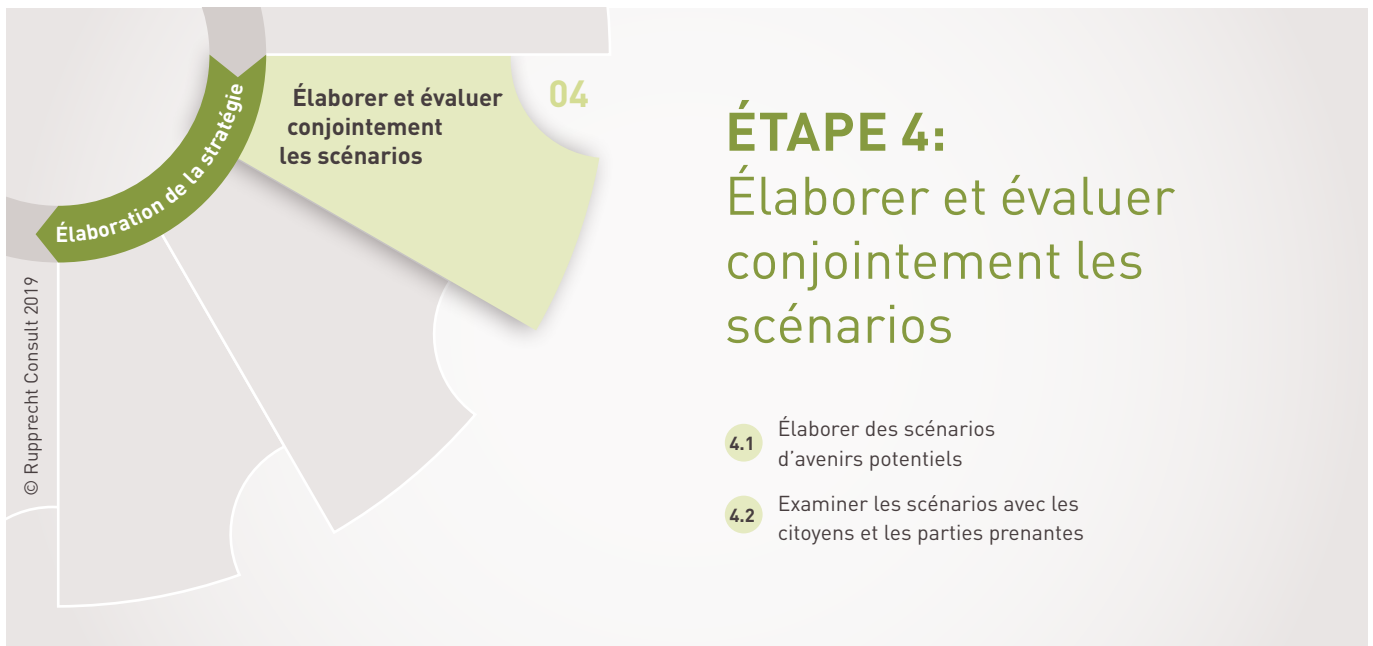 Élaborer et évaluer
conjointement
les scénarios
04
Élaboration de la stratégie
© Rupprecht Consult 2019
ÉTAPE 4:
Élaborer et évaluer
conjointement les
scénarios
4.1 Élaborer des scénarios
d’avenirs potentiels
4.2 Examiner les scénarios avec les
citoyens et les parties prenantes